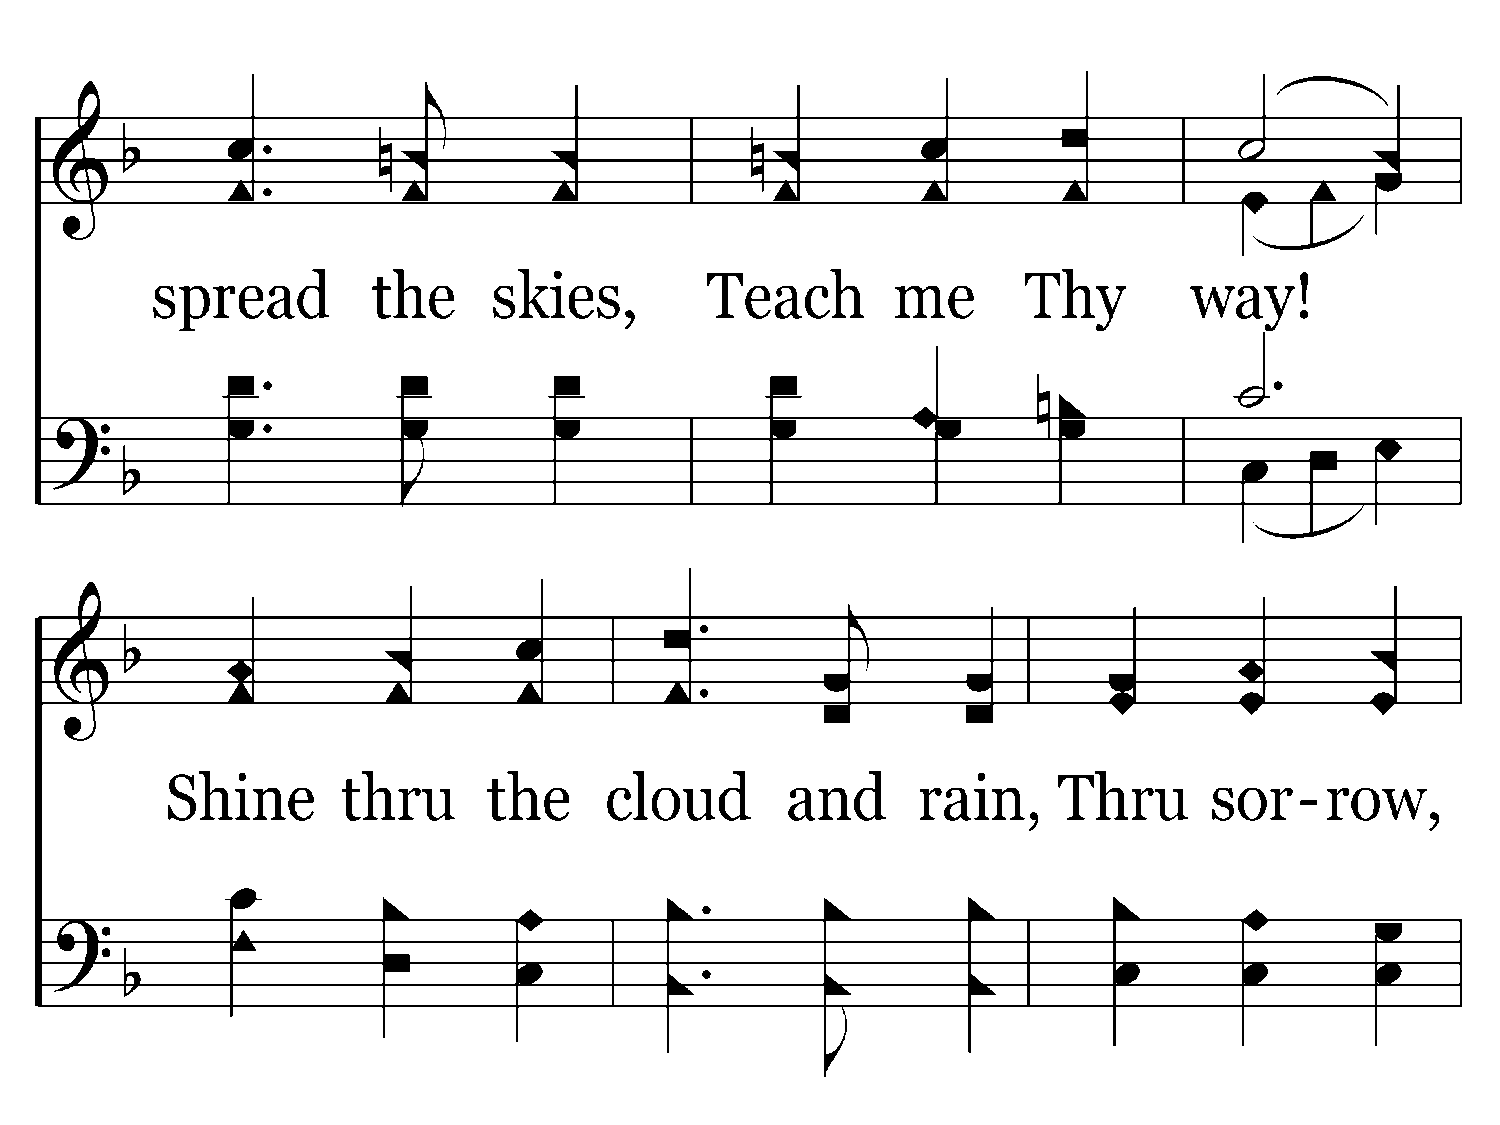 spread the skies, Teach me Thy way!
Shine thru the cloud and rain, Thru sor-row,